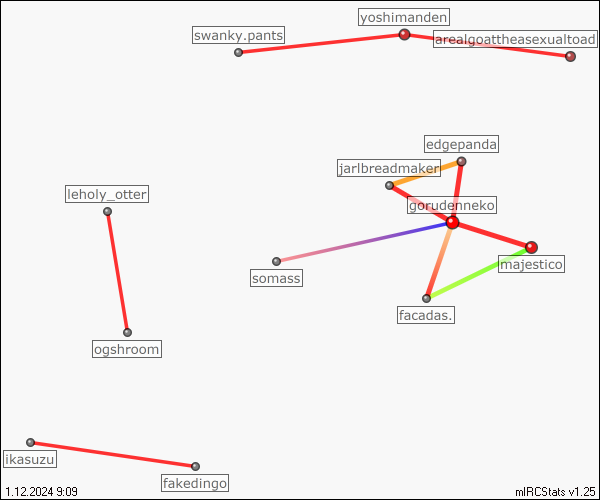 yoshimanden
swanky.pants
arealgoattheasexualtoad
edgepanda
jarlbreadmaker
leholy_otter
gorudenneko
majestico
somass
facadas.
ogshroom
ikasuzu
fakedingo
1.12.2024 9:09
mIRCStats v1.25